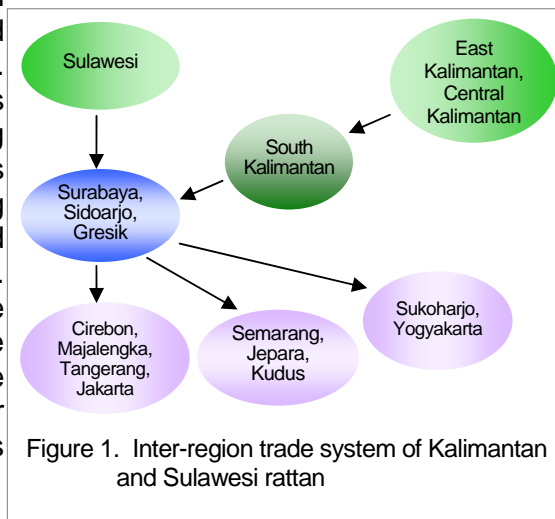 Sulawesi
East
Kalimantan,
Central
Kalimantan
South
Kalimantan
Surabaya,
Sidoarjo,
Gresik
Cirebon,
Majalengka,
Tangerang,
Jakarta
Semarang,
Jepara,
Kudus
Sukoharjo,
Yogyakarta
Figure 1. Inter-region trade system of Kalimantan
and Sulawesi rattan